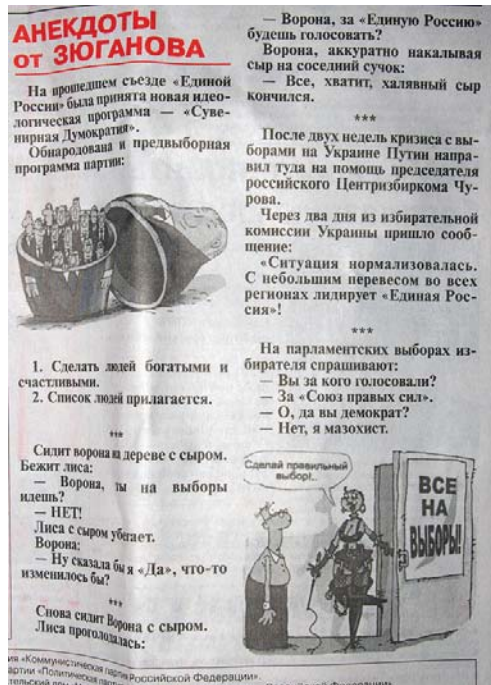 АНЕКДОТЫ
ОТ ЗЮГАНОВА
На прошедшем съезде «Единой
России» была принята новая идео-
логическая программа — «Суве-
нирная Думократия».
Обнародована и предвыборная
программа партии:
1. Сделать людей богатыми и
счастливыми.
2. Список людей прилагается.
***
Сидит ворона на дереве с сыром.
Бежит лиса:
— Ворона, ты на выборы
идешь?
— НЕТ!
Лиса с сыром убегает.
Ворона:
— Ну сказала бы я «Да», что-то
изменилось бы?
***
Снова сидит Ворона с сыром.
Лиса проголодалась:
— Ворона, за «Единую Россию»
будешь голосовать?
Ворона, аккуратно накалывая
сыр на соседний сучок:
— Все, хватит, халявный сыр
кончился.
***
После двух недель кризиса с вы-
борами на Украине Путин напра-
вил туда на помощь председателя
российского Центризбиркома Чу-
рова.
Через два дня из избирательной
комиссии Украины пришло сооб-
щение:
«Ситуация нормализовалась.
С небольшим перевесом во всех
регионах лидирует «Единая Рос-
сия»!
***
На парламентских выборах из-
бирателя спрашивают:
— Вы за кого голосовали?
— За «Союз правых сил».
— О, да вы демократ?
— Нет, я мазохист.
Сделай правильный
выбор!..
ВСЕ
НА
ВЫБОРЫ!
«Коммунистическая партия Российской Федерации».
партии «Политическая